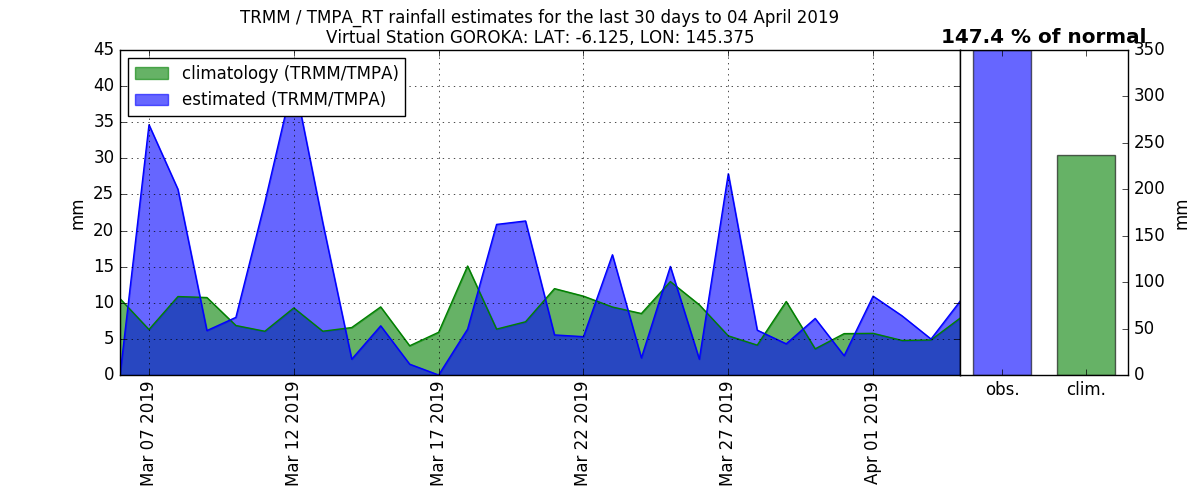 TRMM / TMPA_RT rainfall estimates for the last 30 days to 04 April 2019
Virtual Station GOROKA: LAT: -6.125, LON: 145.375
147.4 % of normal
climatology (TRMM/TMPA)
estimated (TRMM/TMPA)
mm
45
40
35
30
25
20
15
10
5
0
Mar 07 2019
Mar 12 2019
Mar 17 2019
Mar 22 2019
Mar 27 2019
Apr 01 2019
obs.
clim.
350
300
250
200
150
100
50
0
mm